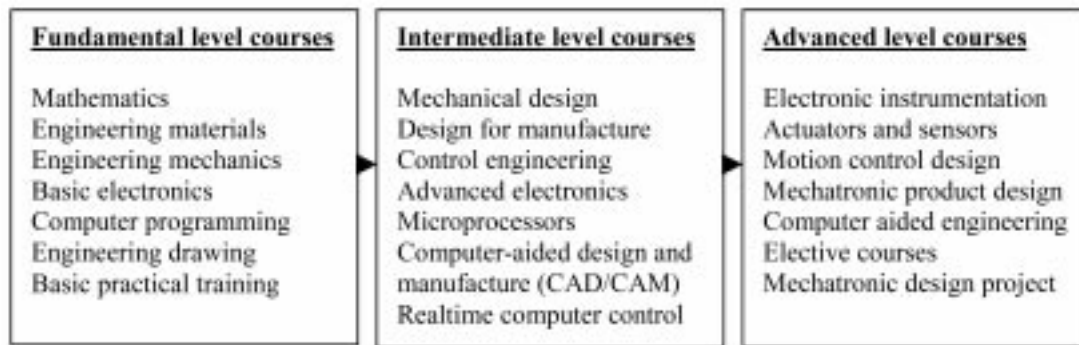 Fundamental level courses
Mathematics
Engineering materials
Engineering mechanics
Basic electronics
Computer programming
Engineering drawing
Basic practical training
Intermediate level courses
Mechanical design
Design for manufacture
Control engineering
Advanced electronics
Microprocessors
Computer-aided design and
manufacture (CAD/CAM)
Realtime computer control
Advanced level courses
Electronic instrumentation
Actuators and sensors
Motion control design
Mechatronic product design
Computer aided engineering
Elective courses
Mechatronic design project